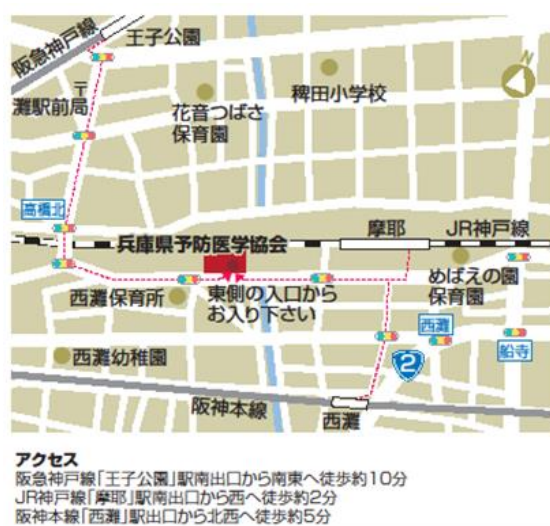 阪急神戸線
王子公園
〒
灘駅前局
花音つばさ
保育園
稗田小学校
N
高橋北
兵庫県予防医学協会
摩耶
JR神戸線
西灘保育所
東側の入口から
お入り下さい
めばえの園
保育園
西灘
船寺
西灘幼稚園
2
阪神本線
西灘
アクセス
阪急神戸線「王子公園」駅南出口から南東へ徒歩約10分
JR神戸線「摩耶」駅南出口から西へ徒歩約2分
阪神本線「西灘」駅出口から北西へ徒歩約5分